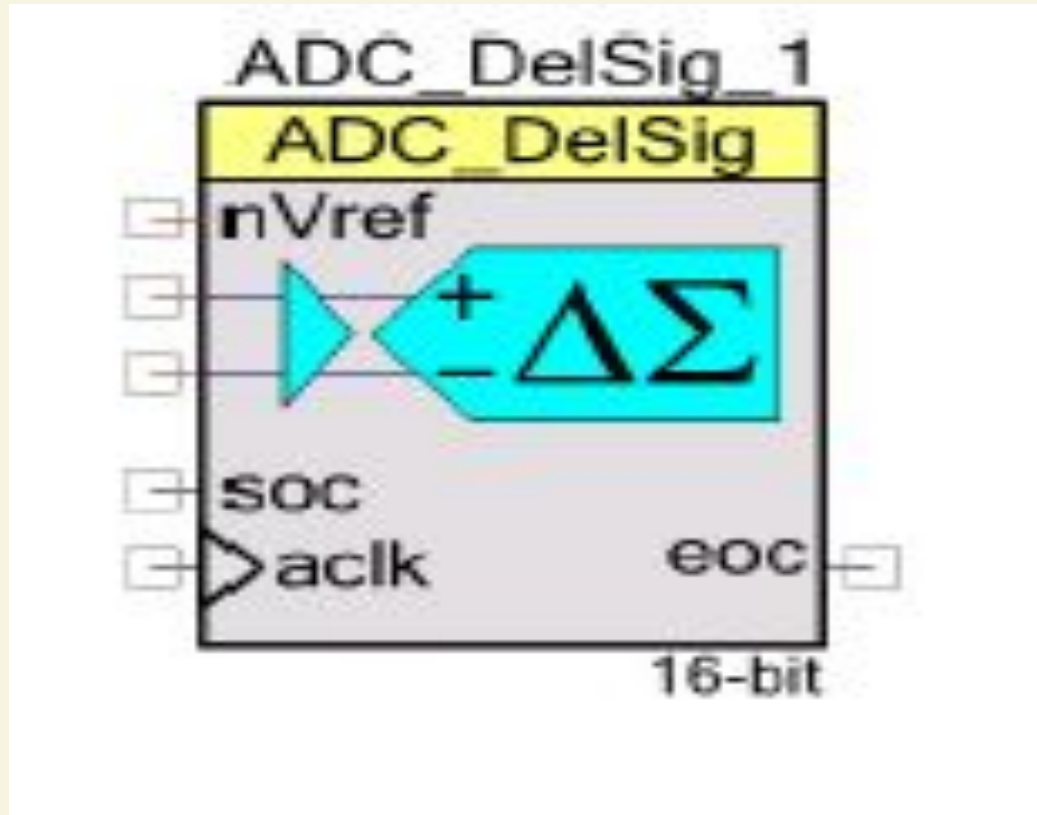 ADC_DelSig_1
ADC_DelSig
nVref
+
− ΔΣ
soc
aclk
eoc
16-bit